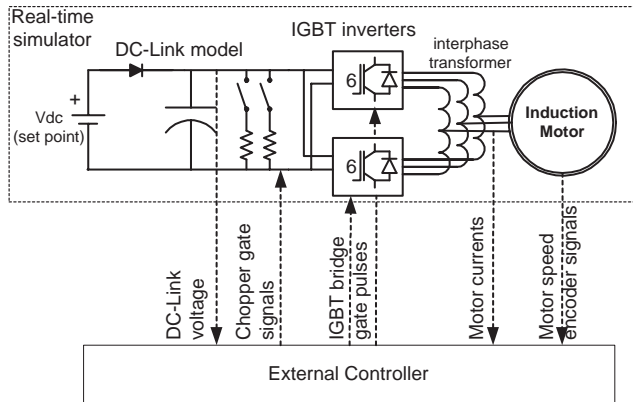 Real-time
simulator
DC-Link model
IGBT inverters
interphase
transformer
+
Vdc
(set point)
6
6
Induction
Motor
DC-Link
voltage
Chopper gate
signals
IGBT bridge
gate pulses
Motor currents
Motor speed
encoder signals
External Controller